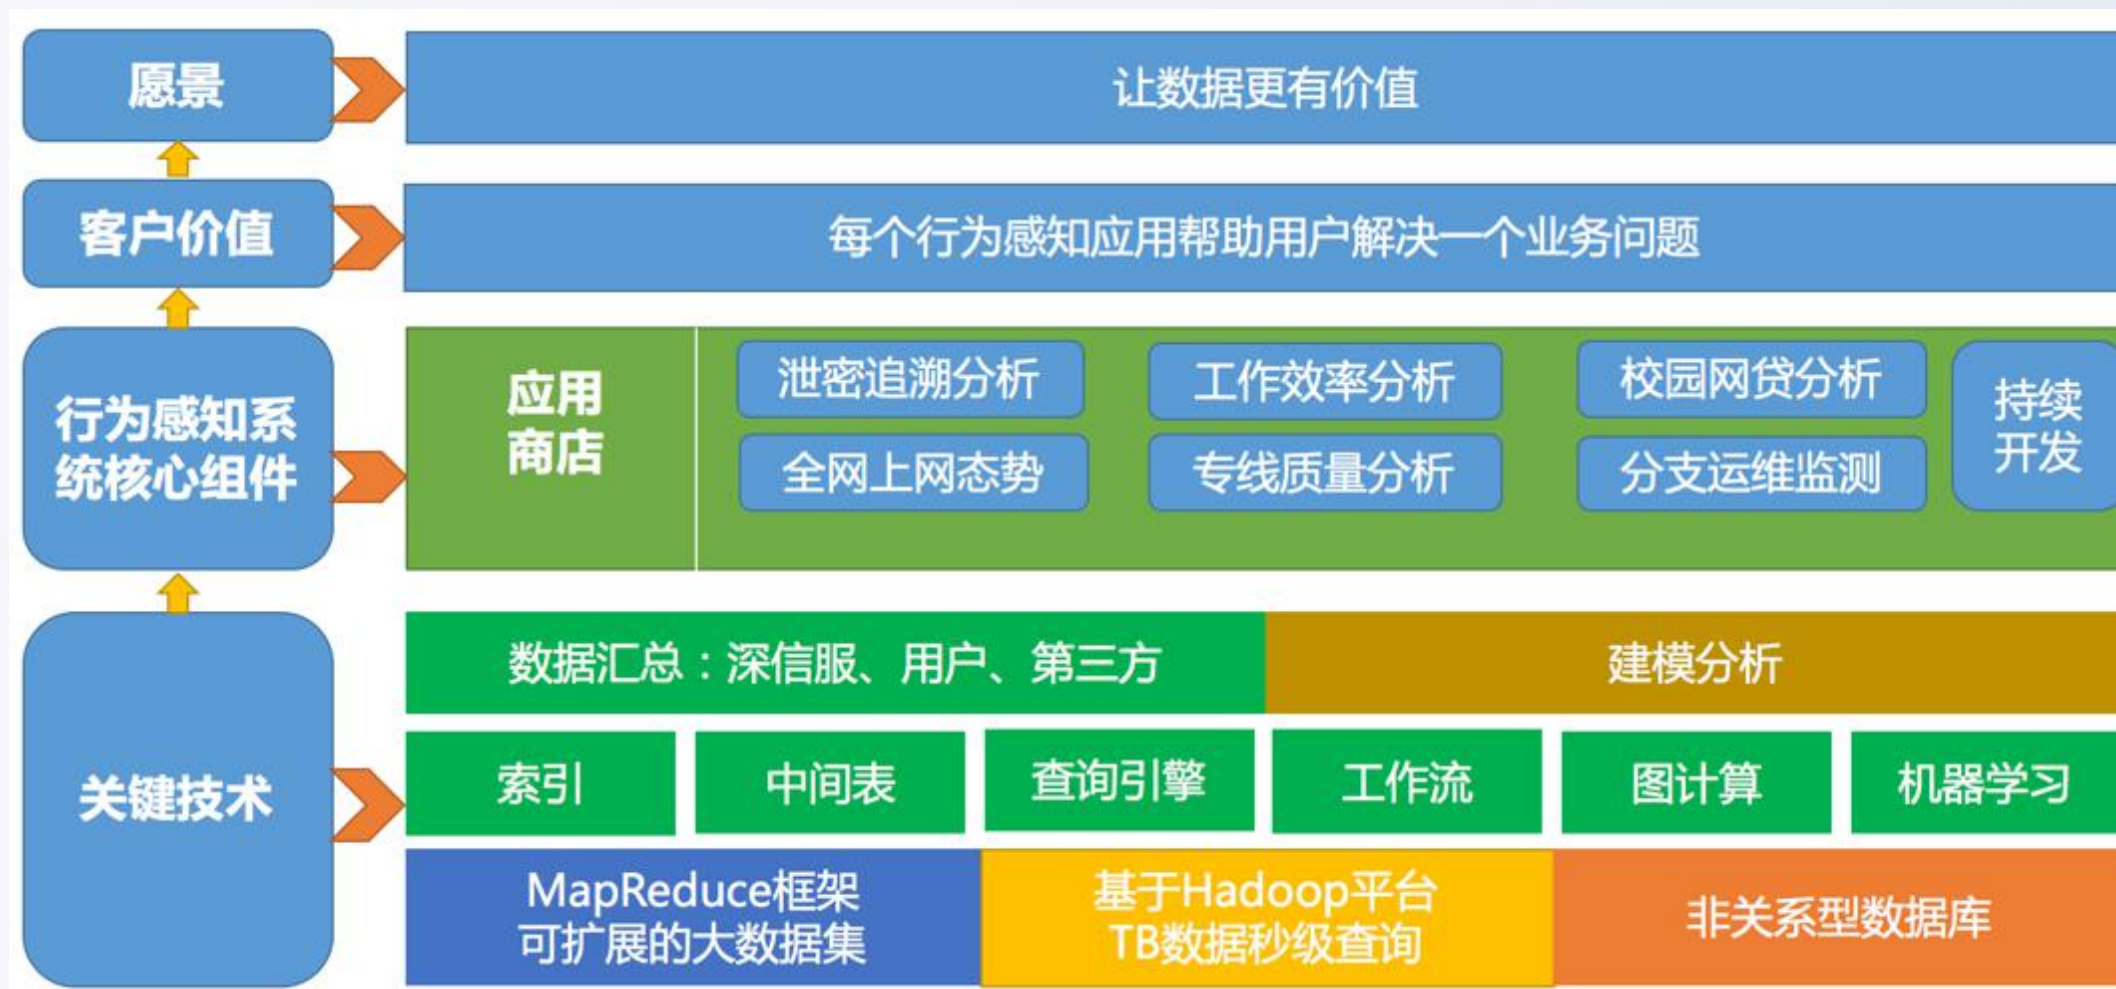 愿景
让数据更有价值
客户价值
每个行为感知应用帮助用户解决一个业务问题
行为感知系
统核心组件
应用
商店
泄密追溯分析
工作效率分析
校园网贷分析
全网上网态势
专线质量分析
分支运维监测
持续
开发
关键技术
数据汇总：深信服、用户、第三方
建模分析
索引
中间表
查询引擎
工作流
图计算
机器学习
MapReduce框架
可扩展的大数据集
基于Hadoop平台
TB数据秒级查询
非关系型数据库